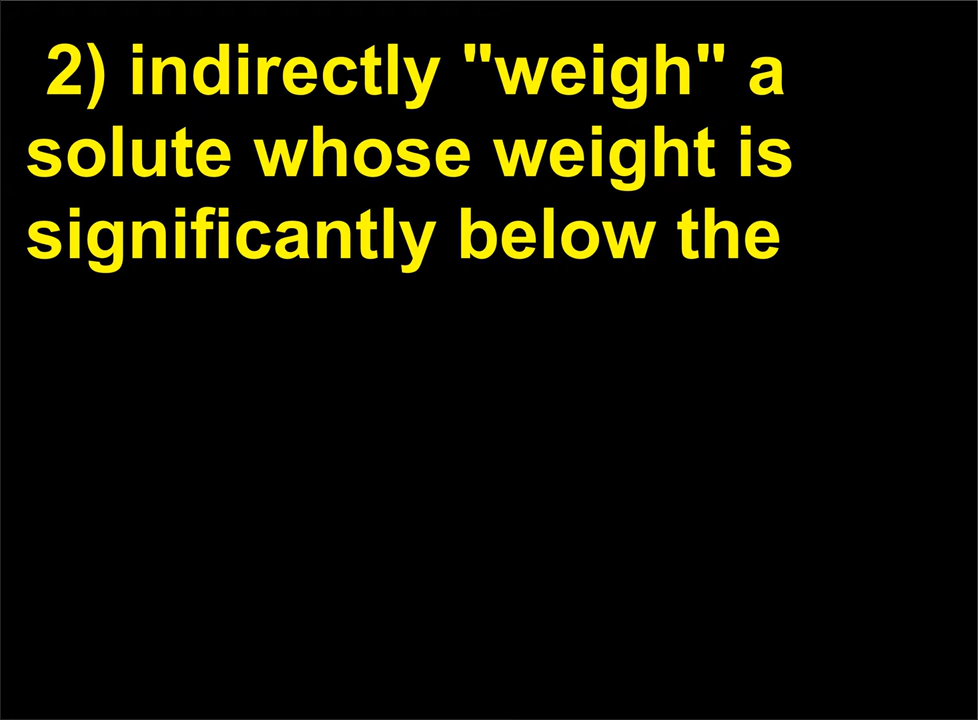 2) indirectly "weigh" a
solute whose weight is
significantly below the